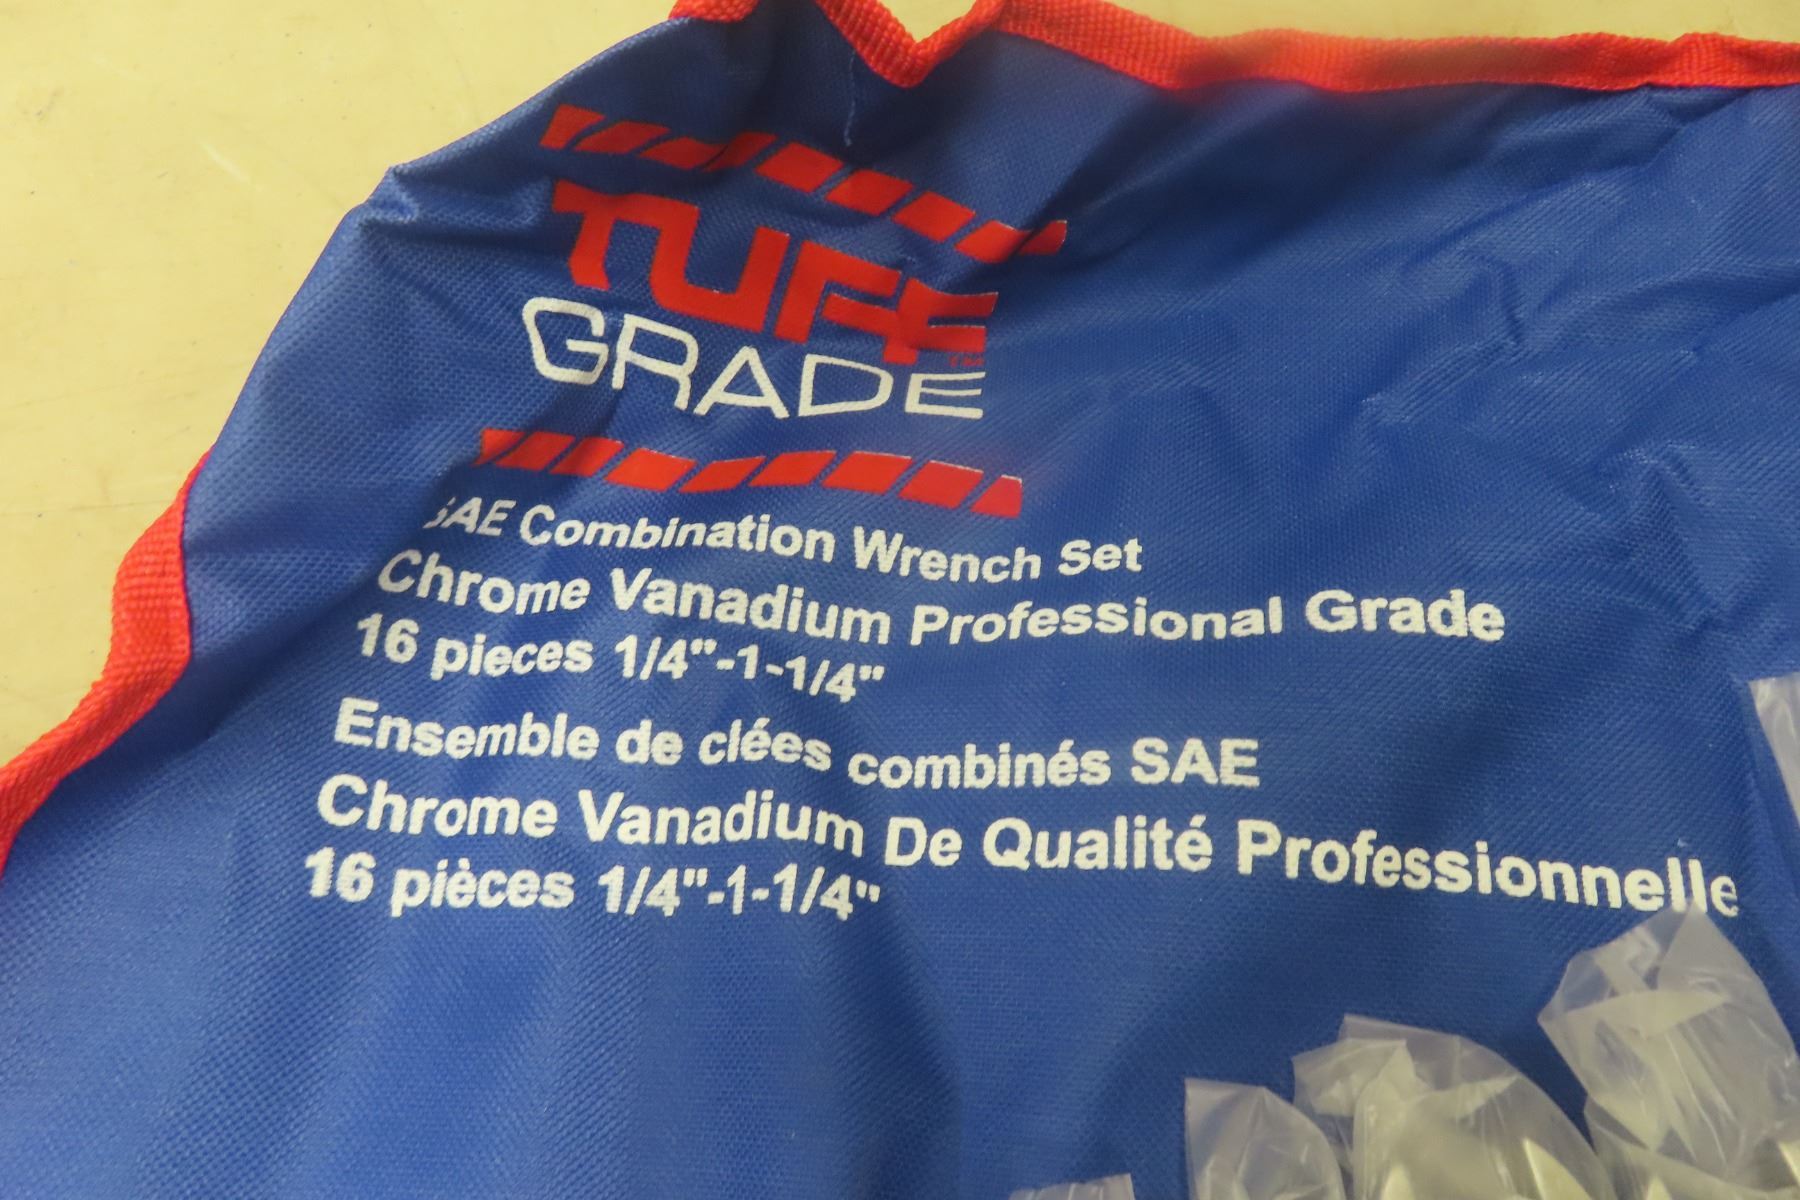 TUFF
GRADE™
SAE Combination Wrench Set
Chrome Vanadium Professional Grade
16 pieces 1/4"-1-1/4"
Ensemble de clées combinés SAE
Chrome Vanadium De Qualité Professionnelle
16 pièces 1/4"-1-1/4"